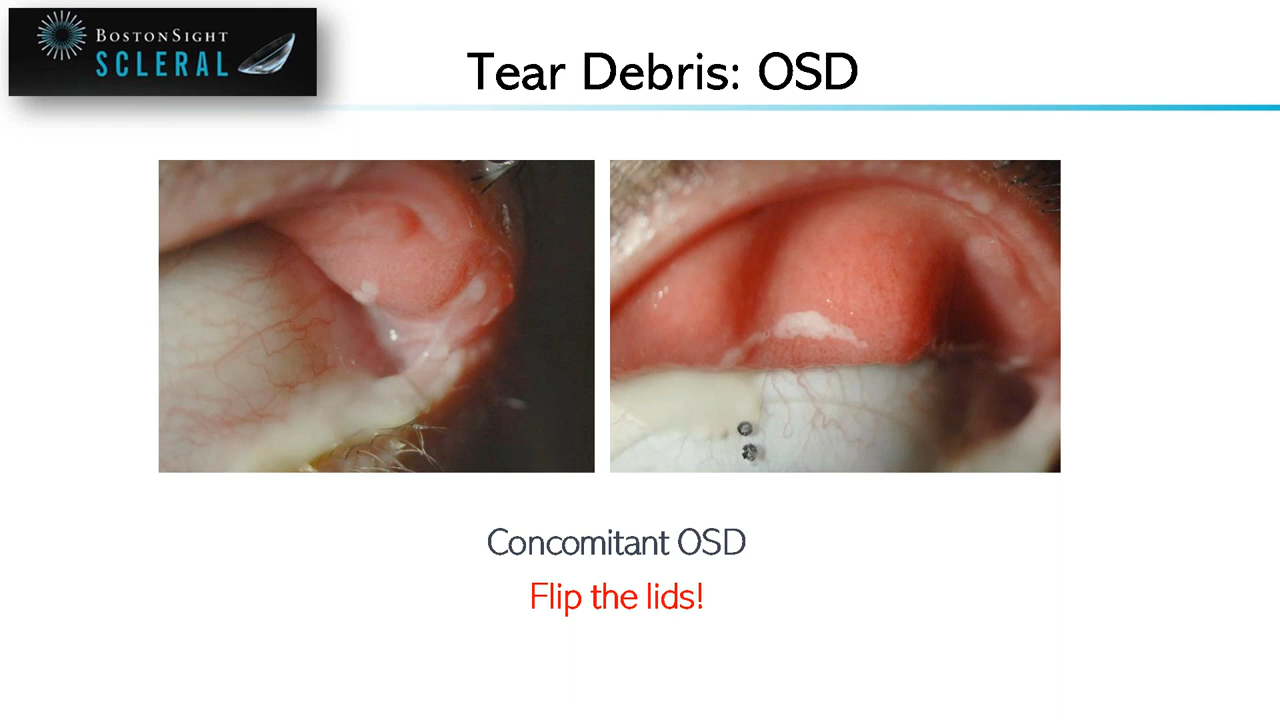 BOSTONSIGHT
SCLERAL
Tear Debris: OSD
Concomitant OSD
Flip the lids!